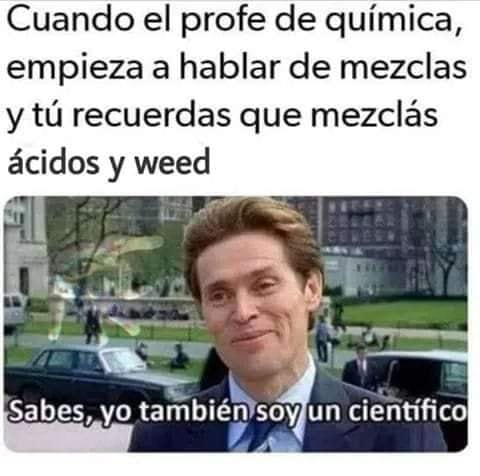 Cuando el profe de química,
empieza a hablar de mezclas
y tú recuerdas que mezclás
ácidos y weed
Sabes, yo también soy un científico